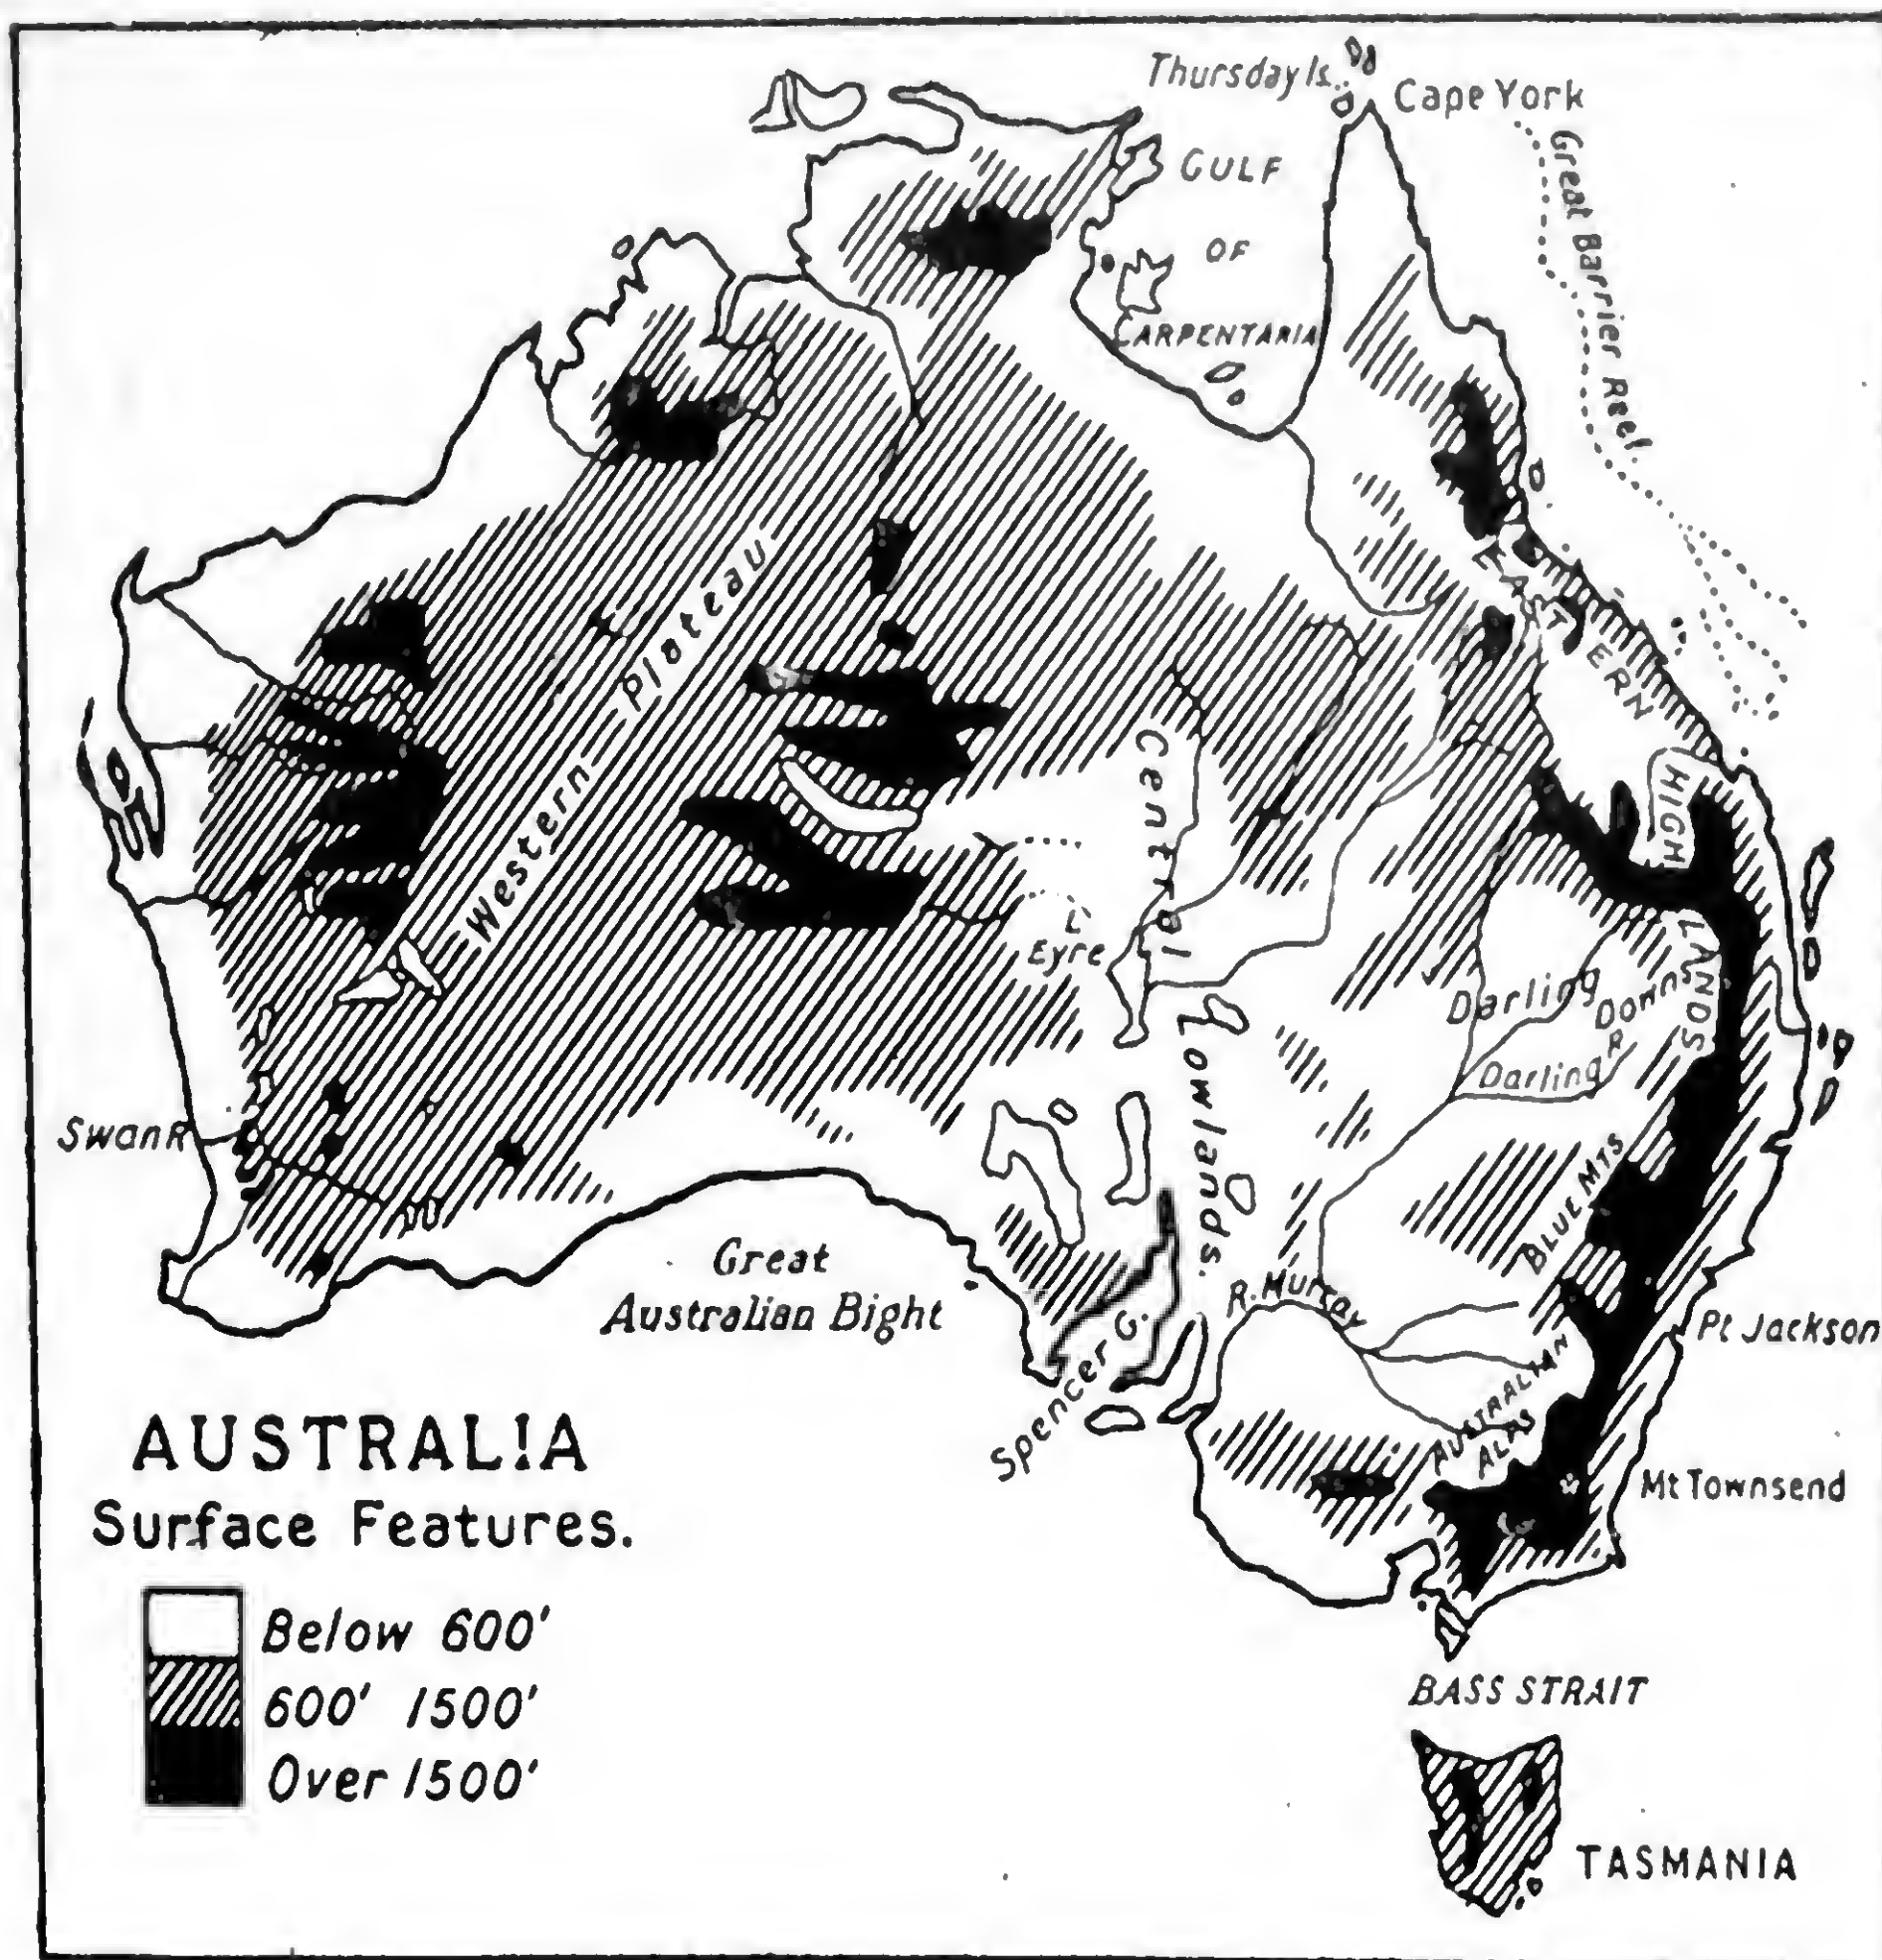 Thursday Is.
Cape York
Great Barrier Reef.
GULF
OF
CARPENTARIA
Western Plateau
EASTERN
HIGH
LANDS
Central
Lowlands.
L
Eyre
Darling Downs
Darling R
Swan R
BLUE MTS
Great
Australian Bight
R. Murray
Spencer G.
Pt Jackson
AUSTRALIAN
ALPS
Mt Townsend
AUSTRALIA
Surface Features.
Below 600'
600' 1500'
Over 1500'
BASS STRAIT
TASMANIA